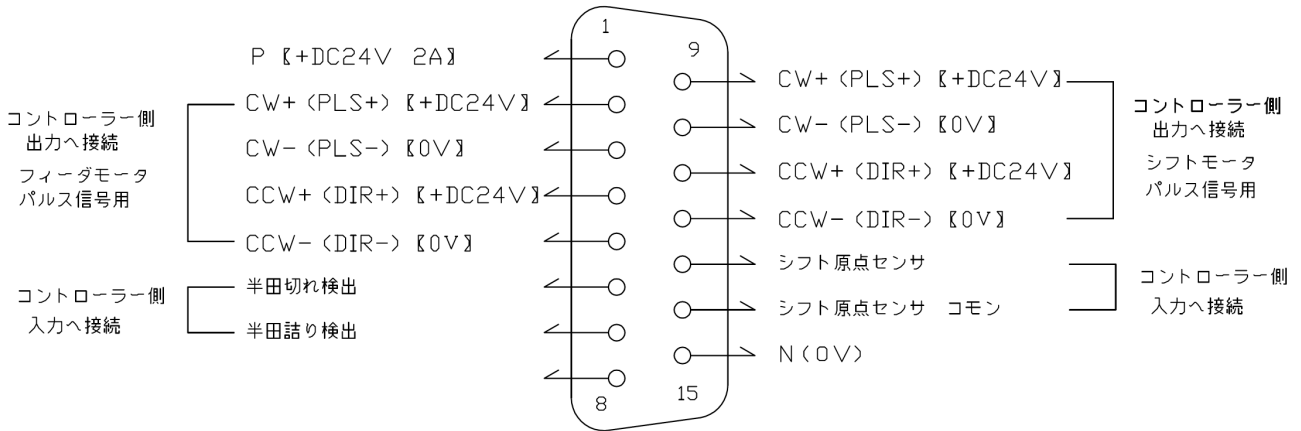 1
P【+DC24V 2A】
CW+(PLS+)【+DC24V】
CW-(PLS-)【0V】
CCW+(DIR+)【+DC24V】
CCW-(DIR-)【0V】
半田切れ検出
半田詰り検出
8
コントローラー側
出力へ接続
フィーダモータ
パルス信号用
コントローラー側
入力へ接続
9
CW+(PLS+)【+DC24V】
CW-(PLS-)【0V】
CCW+(DIR+)【+DC24V】
CCW-(DIR-)【0V】
シフト原点センサ
シフト原点センサ コモン
N(0V)
15
コントローラー側
出力へ接続
シフトモータ
パルス信号用
コントローラー側
入力へ接続